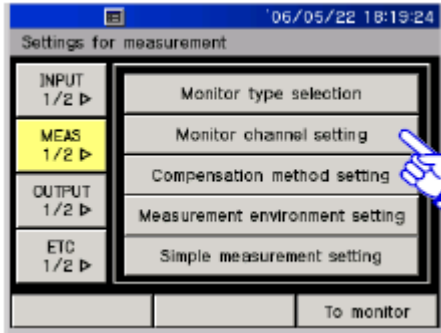 '06/05/22 18:19:24
Settings for measurement
INPUT
1/2 ▷
Monitor type selection
MEAS
1/2 ▷
Monitor channel setting
Compensation method setting
OUTPUT
1/2 ▷
Measurement environment setting
ETC
1/2 ▷
Simple measurement setting
To monitor